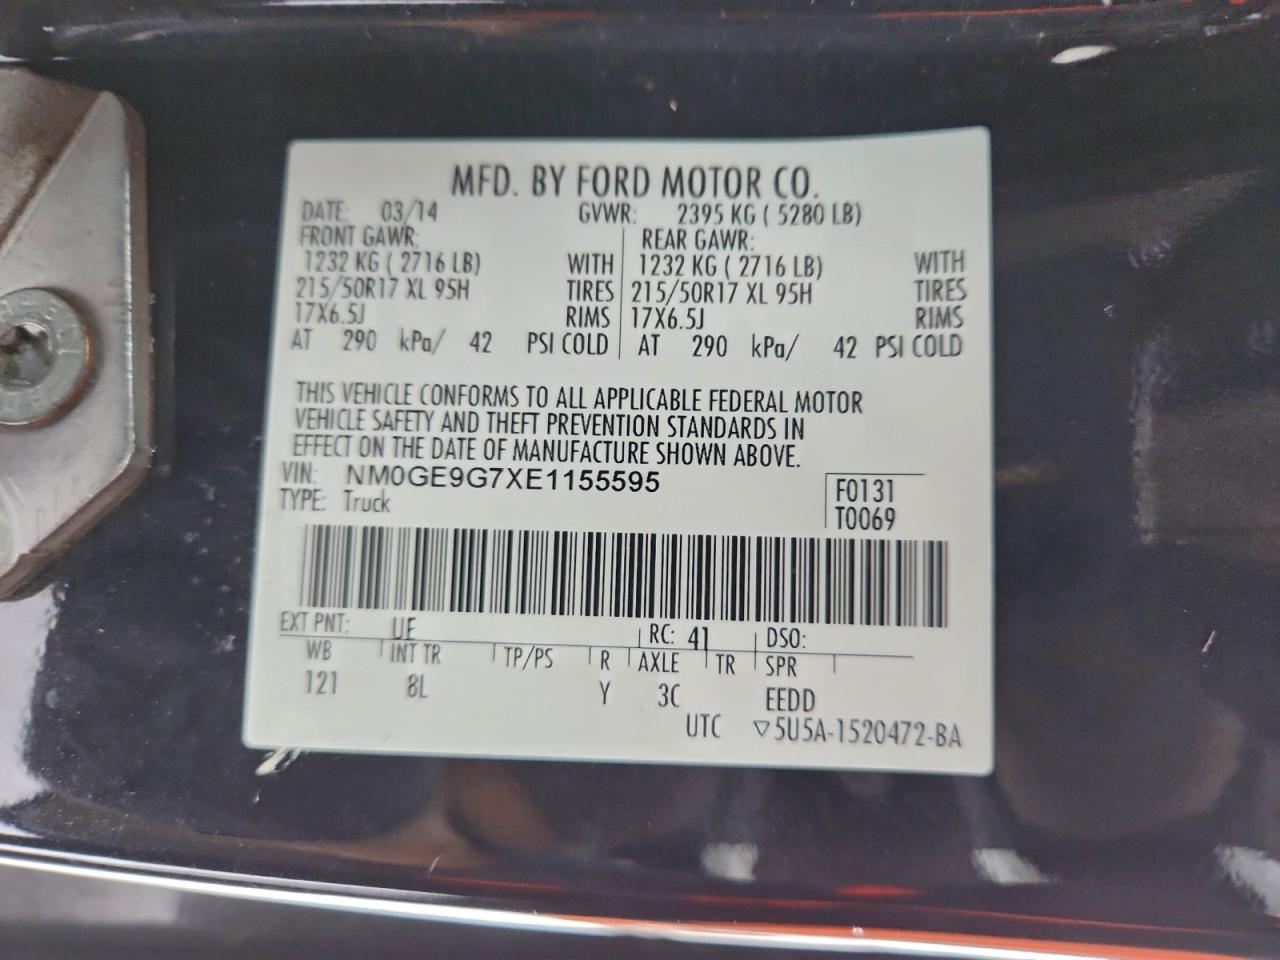 MFD. BY FORD MOTOR CO.
DATE: 03/14 GVWR: 2395 KG ( 5280 LB)
FRONT GAWR: REAR GAWR:
1232 KG ( 2716 LB) WITH 1232 KG ( 2716 LB) WITH
215/50R17 XL 95H TIRES 215/50R17 XL 95H TIRES
17X6.5J RIMS 17X6.5J RIMS
AT 290 kPa/ 42 PSI COLD AT 290 kPa/ 42 PSI COLD
THIS VEHICLE CONFORMS TO ALL APPLICABLE FEDERAL MOTOR
VEHICLE SAFETY AND THEFT PREVENTION STANDARDS IN
EFFECT ON THE DATE OF MANUFACTURE SHOWN ABOVE.
VIN: NM0GE9G7XE1155595 F0131
TYPE: Truck T0069
EXT PNT: UE RC: 41 DSO:
WB INT TR TP/PS R AXLE TR SPR
121 8L Y 3C EEDD
UTC ▽5U5A-1520472-BA